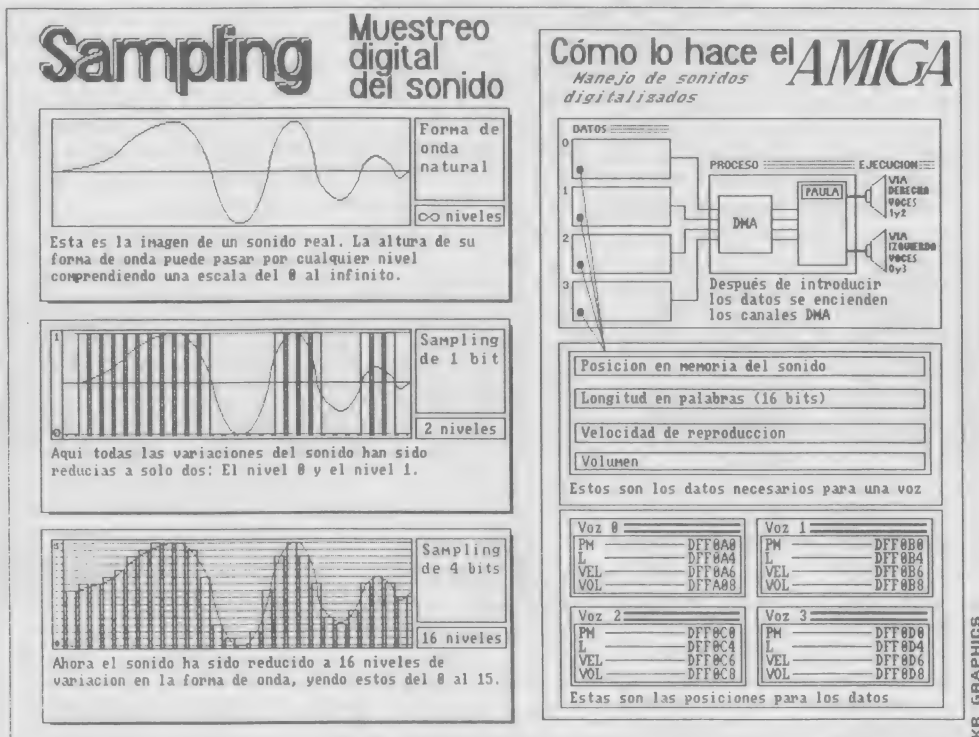 Sampling
Muestreo
digital
del sonido
Forma de
onda
natural
∞ niveles
Esta es la imagen de un sonido real. La altura de su
forma de onda puede pasar por cualquier nivel
comprendiendo una escala del 0 al infinito.
1
0
Sampling
de 1 bit
2 niveles
Aqui todas las variaciones del sonido han sido
reducias a solo dos: El nivel 0 y el nivel 1.
Sampling
de 4 bits
16 niveles
Ahora el sonido ha sido reducido a 16 niveles de
variacion en la forma de onda, yendo estos del 0 al 15.
Cómo lo hace el AMIGA
Manejo de sonidos
digitalizados
DATOS
0
1
2
3
PROCESO
EJECUCION
DMA
PAULA
VIA
DERECHO
VOCES
1y2
VIA
IZQUIERDO
VOCES
0y3
Después de introducir
los datos se encienden
los canales DMA
Posicion en memoria del sonido
Longitud en palabras (16 bits)
Velocidad de reproduccion
Volumen
Estos son los datos necesarios para una voz
Voz 0
PM DFF0A0
L DFF0A4
VEL DFF0A6
VOL DFFA08
Voz 1
PM DFF0B0
L DFF0B4
VEL DFF0B6
VOL DFF0B8
Voz 2
PM DFF0C0
L DFF0C4
VEL DFF0C6
VOL DFF0C8
Voz 3
PM DFF0D0
L DFF0D4
VEL DFF0D6
VOL DFF0D8
Estas son las posiciones para los datos
GRAPHICS